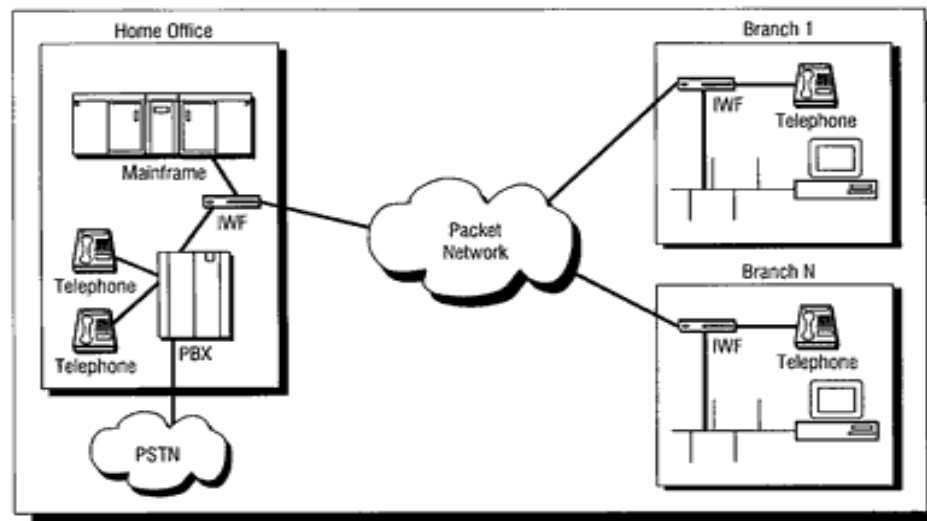 Home Office
Mainframe
IWF
Telephone
Telephone
PBX
PSTN
Packet
Network
Branch 1
IWF
Telephone
Branch N
IWF
Telephone